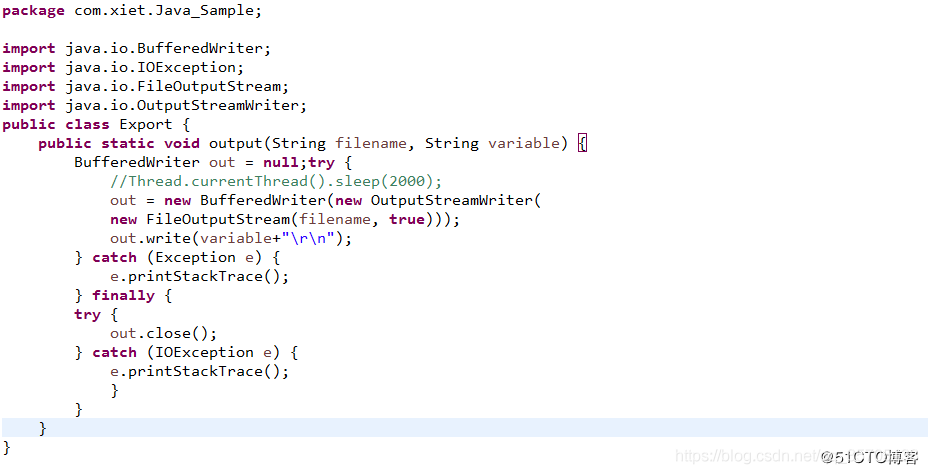 package com.xiet.Java_Sample;
import java.io.BufferedWriter;
import java.io.IOException;
import java.io.FileOutputStream;
import java.io.OutputStreamWriter;
public class Export {
public static void output(String filename, String variable) {
BufferedWriter out = null;try {
//Thread.currentThread().sleep(2000);
out = new BufferedWriter(new OutputStreamWriter(
new FileOutputStream(filename, true)));
out.write(variable+"\r\n");
} catch (Exception e) {
e.printStackTrace();
} finally {
try {
out.close();
} catch (IOException e) {
e.printStackTrace();
}
}
}
}
https://blog.csdn.net/
@51CTO博客